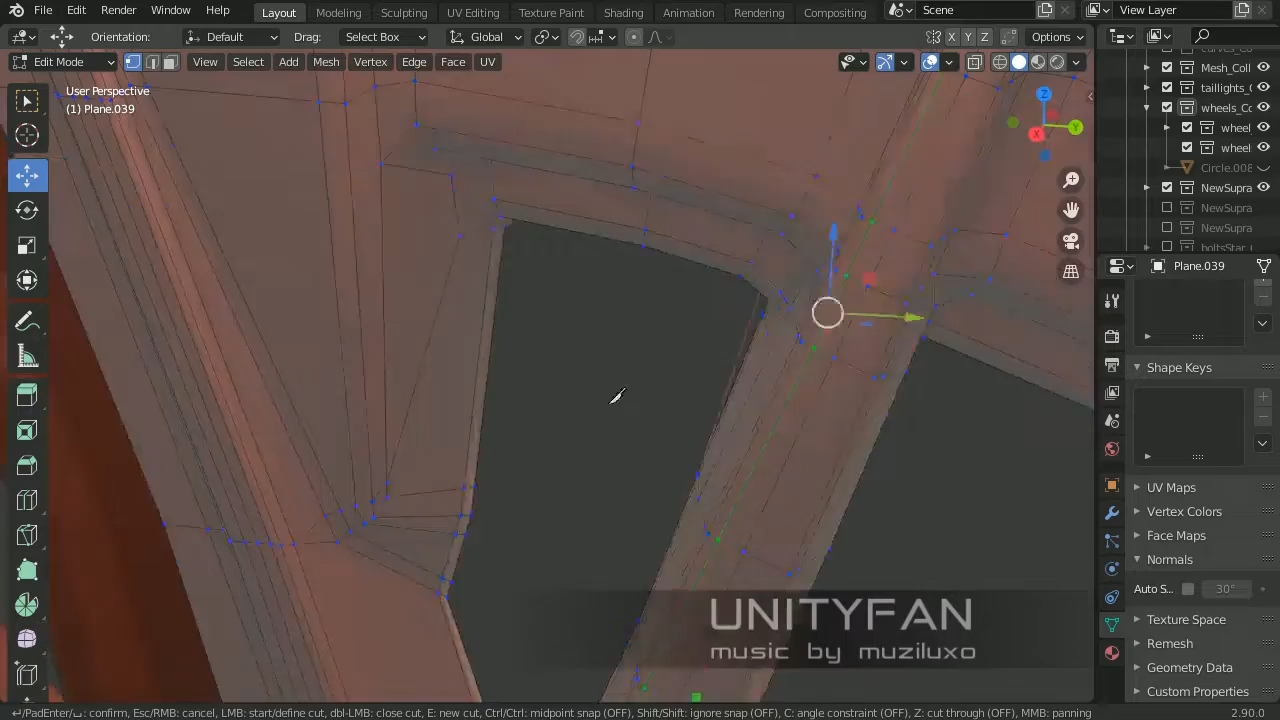 File Edit Render Window Help
Layout Modeling Sculpting UV Editing Texture Paint Shading Animation Rendering Compositing
Scene
View Layer
Orientation: Default Drag: Select Box Global X Y Z Options
Edit Mode View Select Add Mesh Vertex Edge Face UV
User Perspective
(1) Plane.039
Z
Y
X
Mesh_Coll
taillights_
wheels_Co
wheel
wheel
Circle.008
NewSupra
NewSupra
NewSupra
boltsStar_
Plane.039
Shape Keys
UV Maps
Vertex Colors
Face Maps
Normals
Auto S... 30°
Texture Space
Remesh
Geometry Data
Custom Properties
UNITYFAN
music by muziluxo
/PadEnter/: confirm, Esc/RMB: cancel, LMB: start/define cut, dbl-LMB: close cut, E: new cut, Ctrl/Ctrl: midpoint snap (OFF), Shift/Shift: ignore snap (OFF), C: angle constraint (OFF), Z: cut through (OFF), MMB: panning
2.90.0